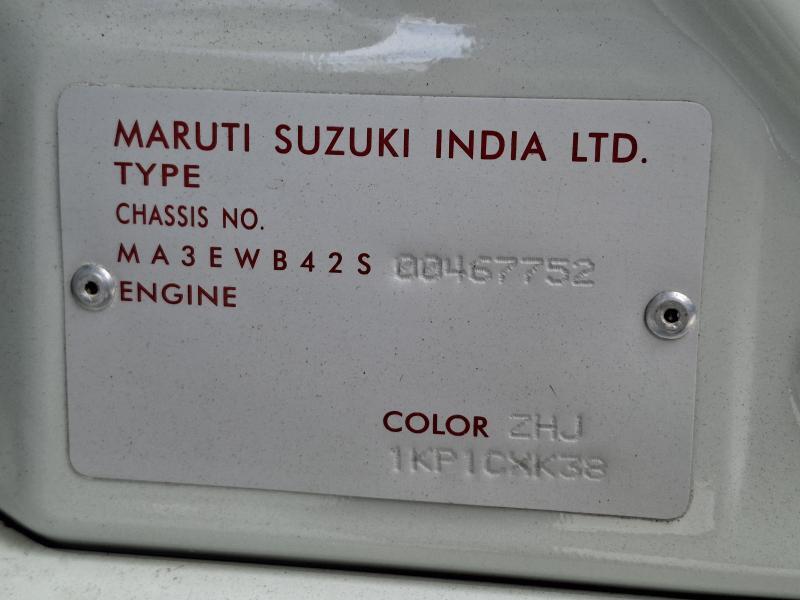 MARUTI SUZUKI INDIA LTD.
TYPE
CHASSIS NO.
MA3EWB42S 00467752
ENGINE
COLOR ZHJ
1KP1CXK38